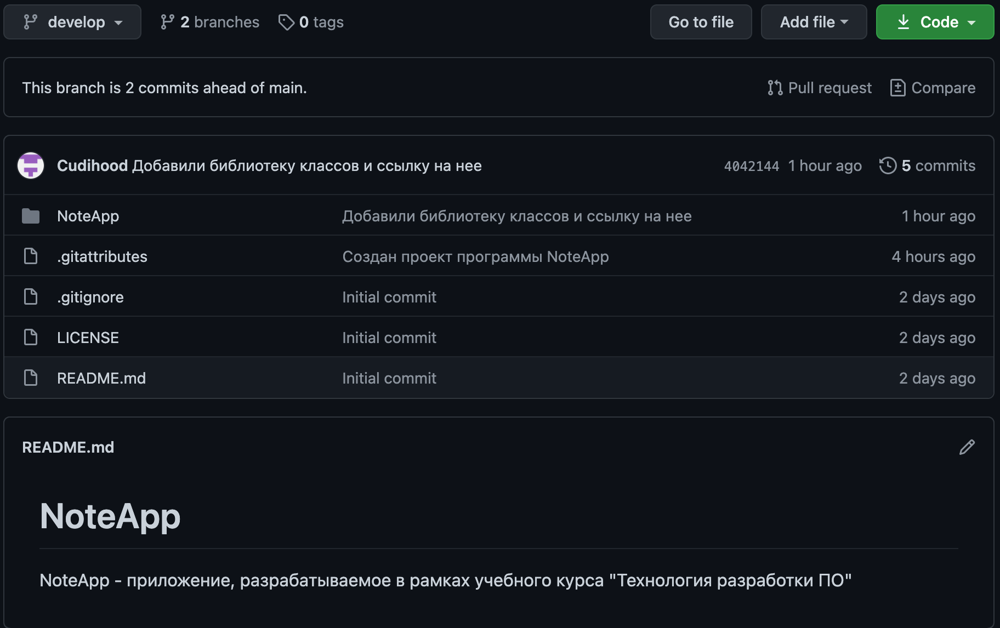 develop 2 branches 0 tags Go to file Add file Code
This branch is 2 commits ahead of main. Pull request Compare
Cudihood Добавили библиотеку классов и ссылку на нее 4042144 1 hour ago 5 commits
NoteApp Добавили библиотеку классов и ссылку на нее 1 hour ago
.gitattributes Создан проект программы NoteApp 4 hours ago
.gitignore Initial commit 2 days ago
LICENSE Initial commit 2 days ago
README.md Initial commit 2 days ago
README.md
NoteApp
NoteApp - приложение, разрабатываемое в рамках учебного курса "Технология разработки ПО"